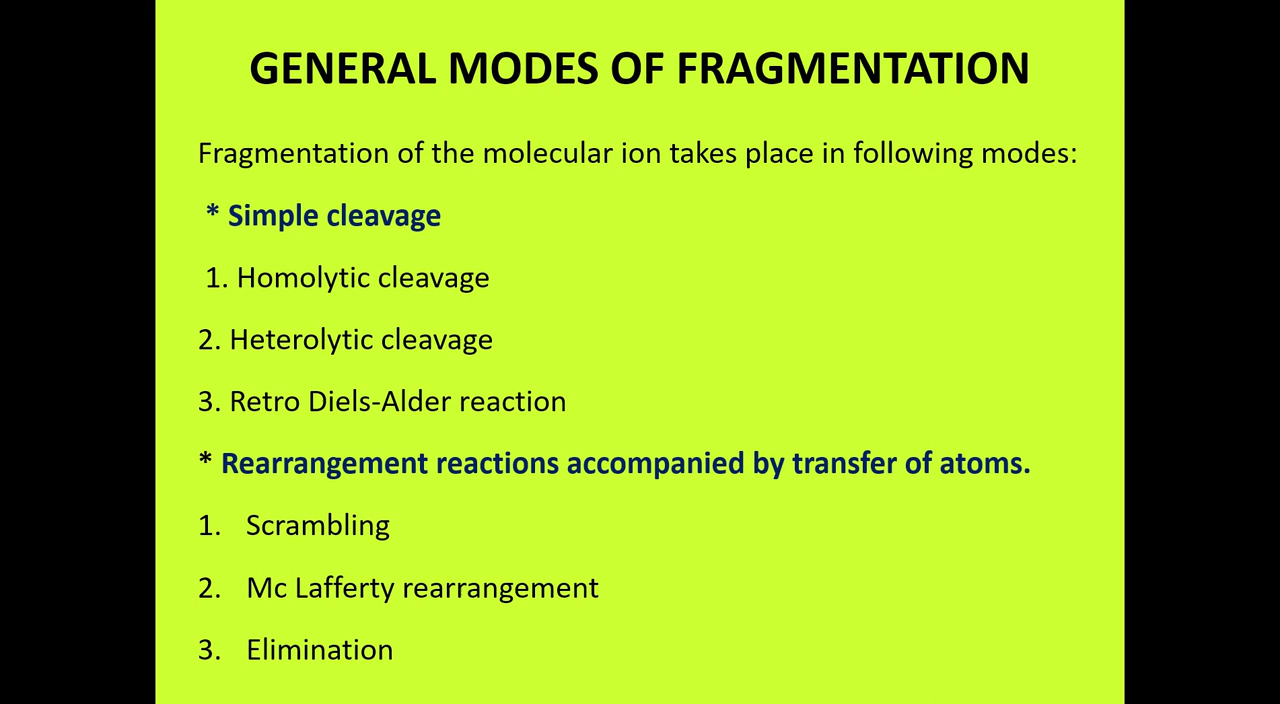 GENERAL MODES OF FRAGMENTATION
Fragmentation of the molecular ion takes place in following modes:
* Simple cleavage
1. Homolytic cleavage
2. Heterolytic cleavage
3. Retro Diels-Alder reaction
* Rearrangement reactions accompanied by transfer of atoms.
1. Scrambling
2. Mc Lafferty rearrangement
3. Elimination